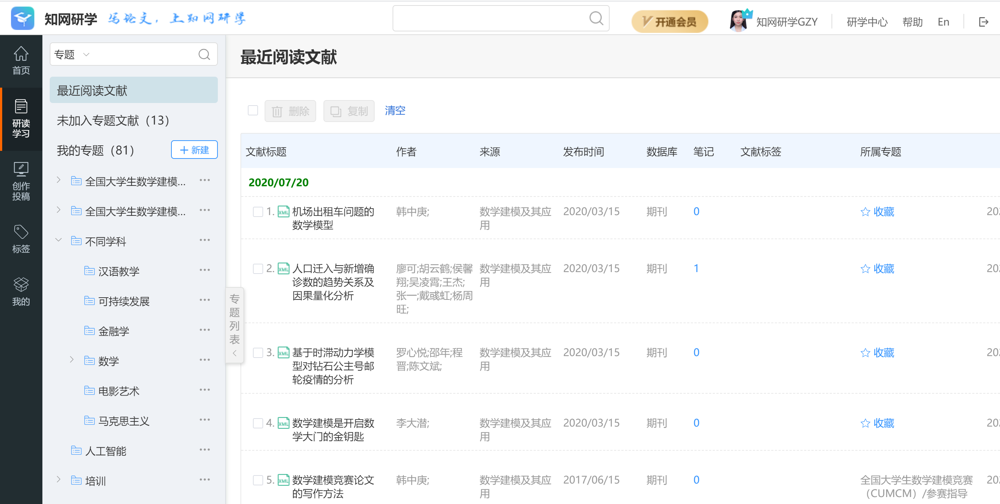 知网研学 写论文，上知网研学
开通会员 知网研学GZY 研学中心 帮助 En
首页
研读
学习
创作
投稿
标签
我的
专题
最近阅读文献
未加入专题文献（13）
我的专题（81） 新建
全国大学生数学建模...
全国大学生数学建模...
不同学科
汉语教学
可持续发展
金融学
数学
电影艺术
马克思主义
人工智能
培训
专
题
列
表
最近阅读文献
删除 复制 清空
文献标题 作者 来源 发布时间 数据库 笔记 文献标签 所属专题
2020/07/20
1. XML 机场出租车问题的 韩中庚; 数学建模及其应 2020/03/15 期刊 0 收藏
数学模型 用
2. XML 人口迁入与新增确 廖可;胡云鹤;侯馨 数学建模及其应 2020/03/15 期刊 1 收藏
诊数的趋势关系及 翔;吴凌霄;王杰; 用
因果量化分析 张一;戴彧虹;杨周
旺;
3. XML 基于时滞动力学模 罗心悦;邵年;程 数学建模及其应 2020/03/15 期刊 0 收藏
型对钻石公主号邮 晋;陈文斌; 用
轮疫情的分析
4. XML 数学建模是开启数 李大潜; 数学建模及其应 2020/03/15 期刊 0 收藏
学大门的金钥匙 用
5. XML 数学建模竞赛论文 韩中庚; 数学建模及其应 2017/06/15 期刊 0 全国大学生数学建模竞赛
的写作方法 用 （CUMCM）/参赛指导